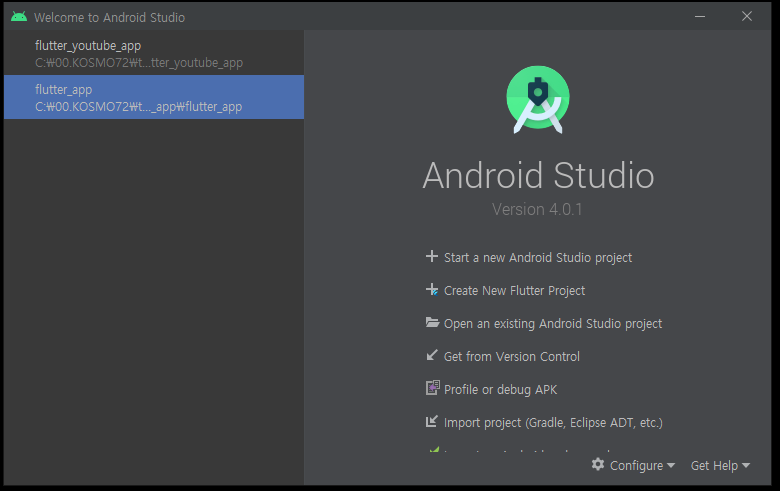 Welcome to Android Studio
flutter_youtube_app
C:₩00.KOSMO72₩t...tter_youtube_app
flutter_app
C:₩00.KOSMO72₩t..._app₩flutter_app
Android Studio
Version 4.0.1
Start a new Android Studio project
Create New Flutter Project
Open an existing Android Studio project
Get from Version Control
Profile or debug APK
Import project (Gradle, Eclipse ADT, etc.)
Configure
Get Help